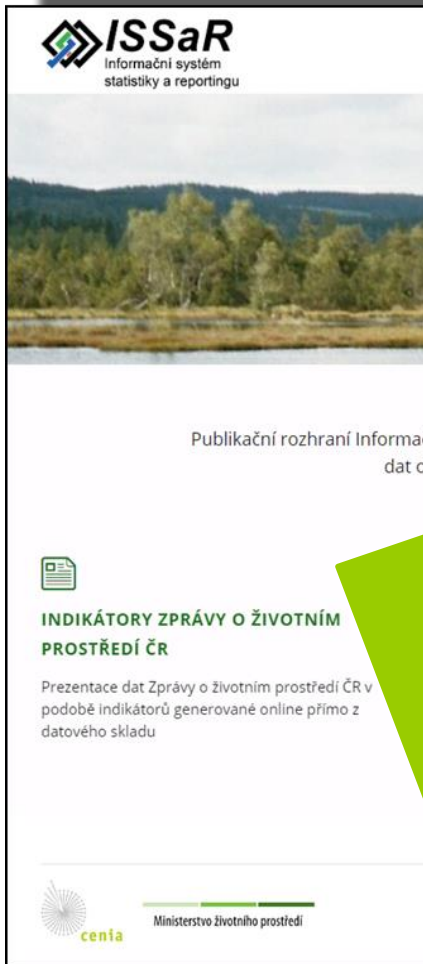 ISSaR
Informační systém
statistiky a reportingu
Publikační rozhraní Informa
dat
INDIKÁTORY ZPRÁVY O ŽIVOTNÍM
PROSTŘEDÍ ČR
Prezentace dat Zprávy o životním prostředí ČR v
podobě indikátorů generované online přímo z
datového skladu
cenia
Ministerstvo životního prostředí